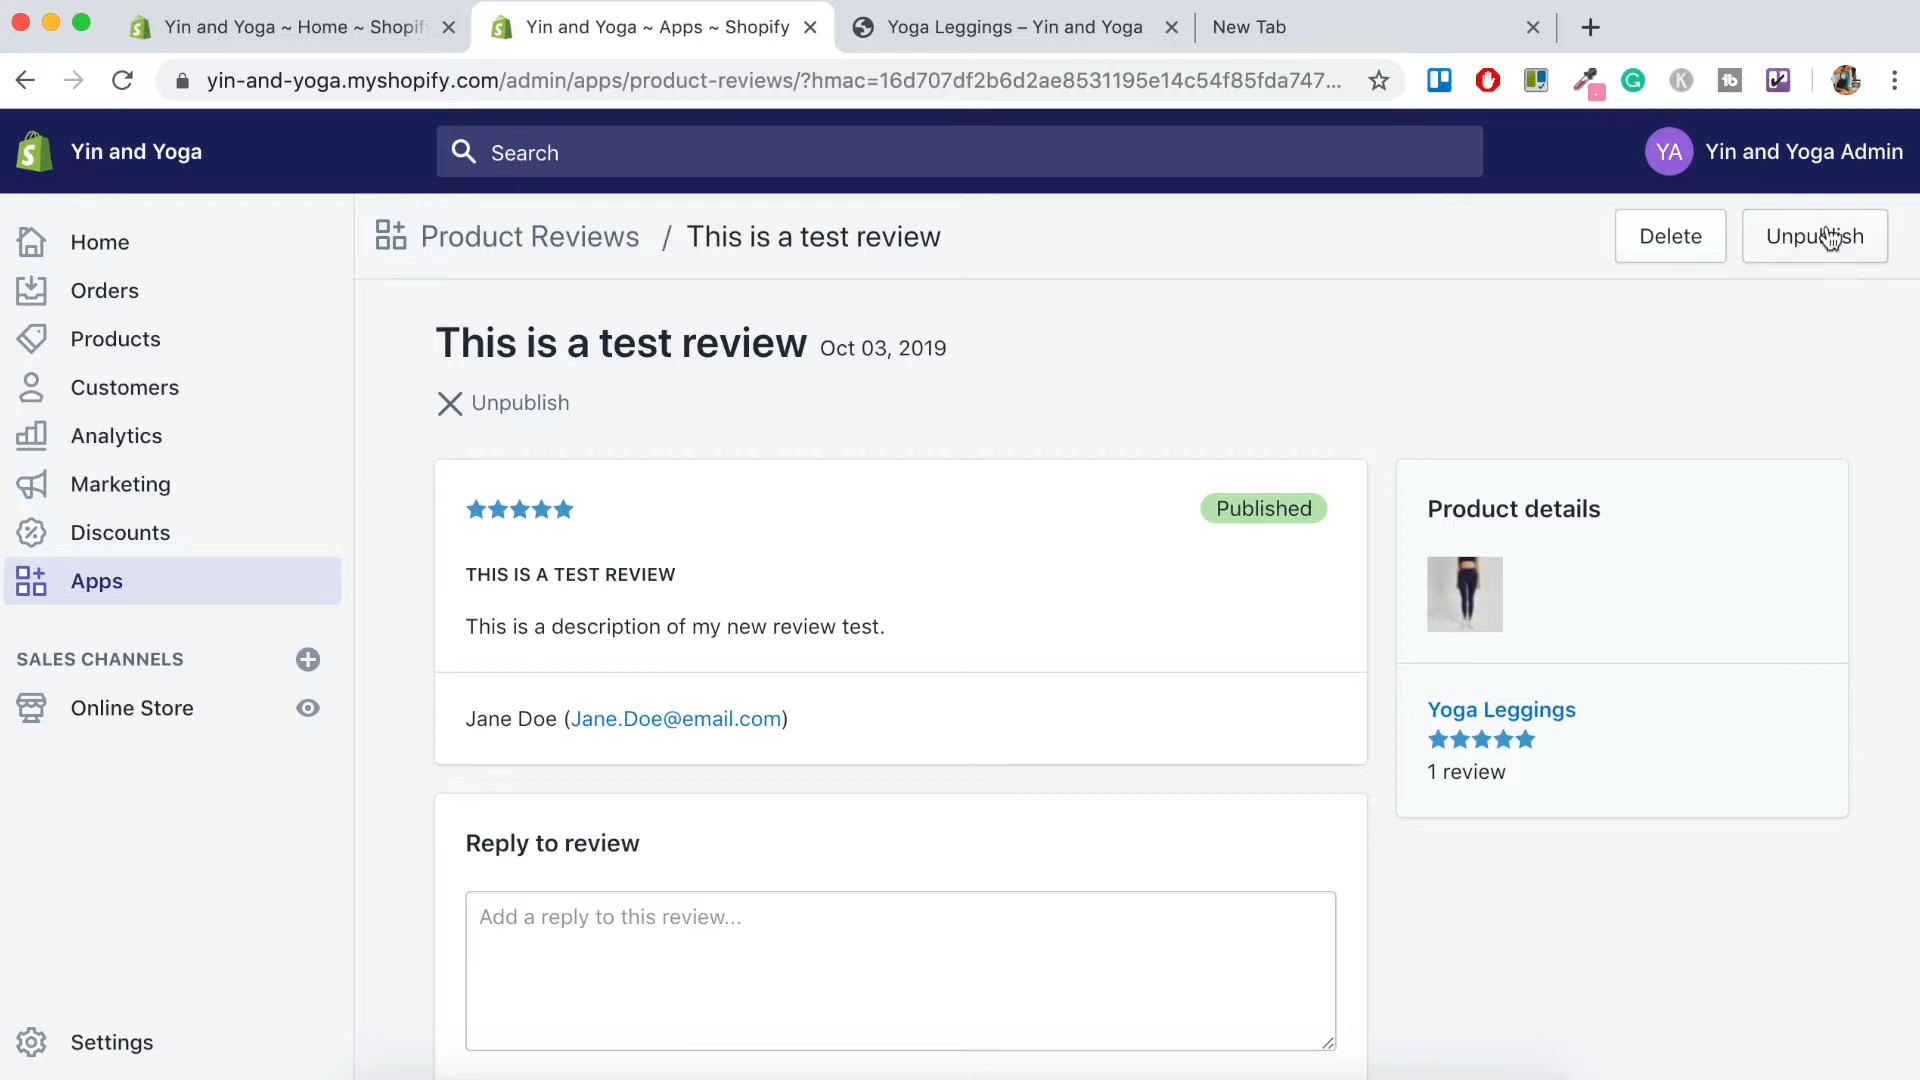 Yin and Yoga ~ Home ~ Shopif
Yin and Yoga ~ Apps ~ Shopify
Yoga Leggings – Yin and Yoga
New Tab
yin-and-yoga.myshopify.com/admin/apps/product-reviews/?hmac=16d707df2b6d2ae8531195e14c54f85fda747...
Yin and Yoga
Search
YA
Yin and Yoga Admin
Home
Orders
Products
Customers
Analytics
Marketing
Discounts
Apps
SALES CHANNELS
Online Store
Settings
Product Reviews / This is a test review
Delete
Unpublish
This is a test review Oct 03, 2019
Unpublish
Published
THIS IS A TEST REVIEW
This is a description of my new review test.
Jane Doe (Jane.Doe@email.com)
Reply to review
Add a reply to this review...
Product details
Yoga Leggings
1 review